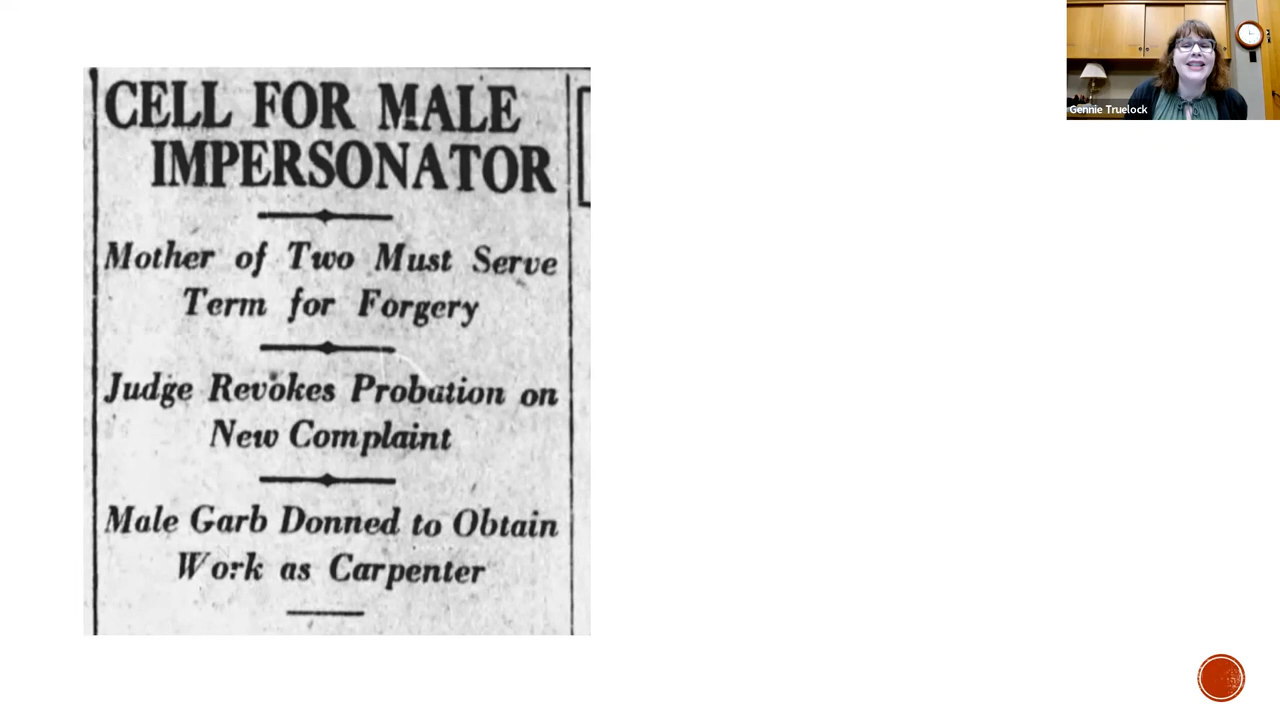 CELL FOR MALE
IMPERSONATOR
Mother of Two Must Serve
Term for Forgery
Judge Revokes Probation on
New Complaint
Male Garb Donned to Obtain
Work as Carpenter
Gennie Truelock